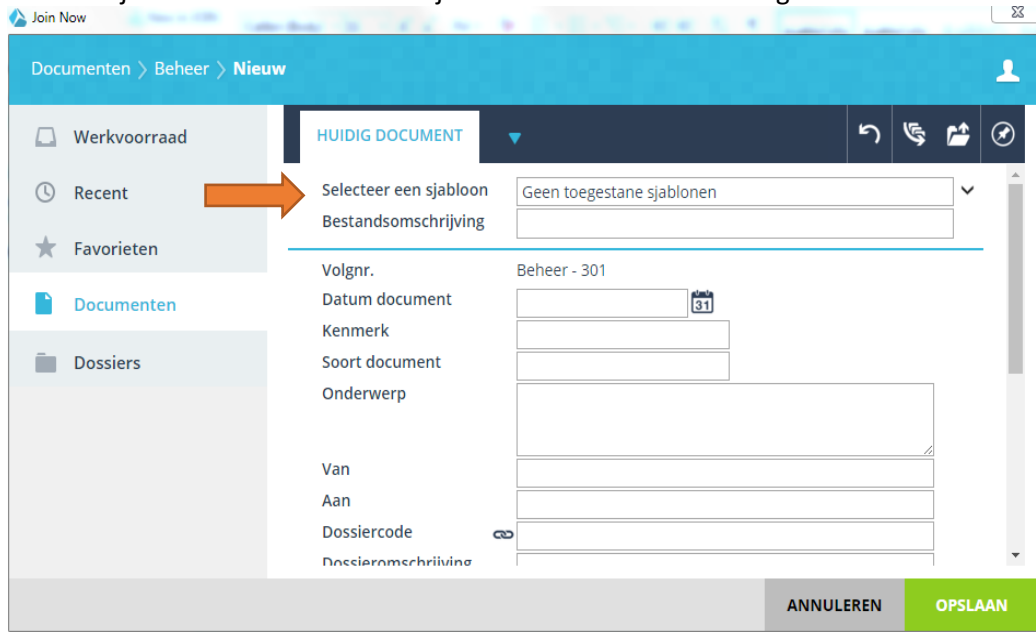 Join Now
Documenten > Beheer > Nieuw
Werkvoorraad
Recent
Favorieten
Documenten
Dossiers
HUIDIG DOCUMENT
Selecteer een sjabloon Geen toegestane sjablonen
Bestandsomschrijving
Volgnr. Beheer - 301
Datum document 31
Kenmerk
Soort document
Onderwerp
Van
Aan
Dossiercode
Dossieromschrijving
ANNULEREN OPSLAAN